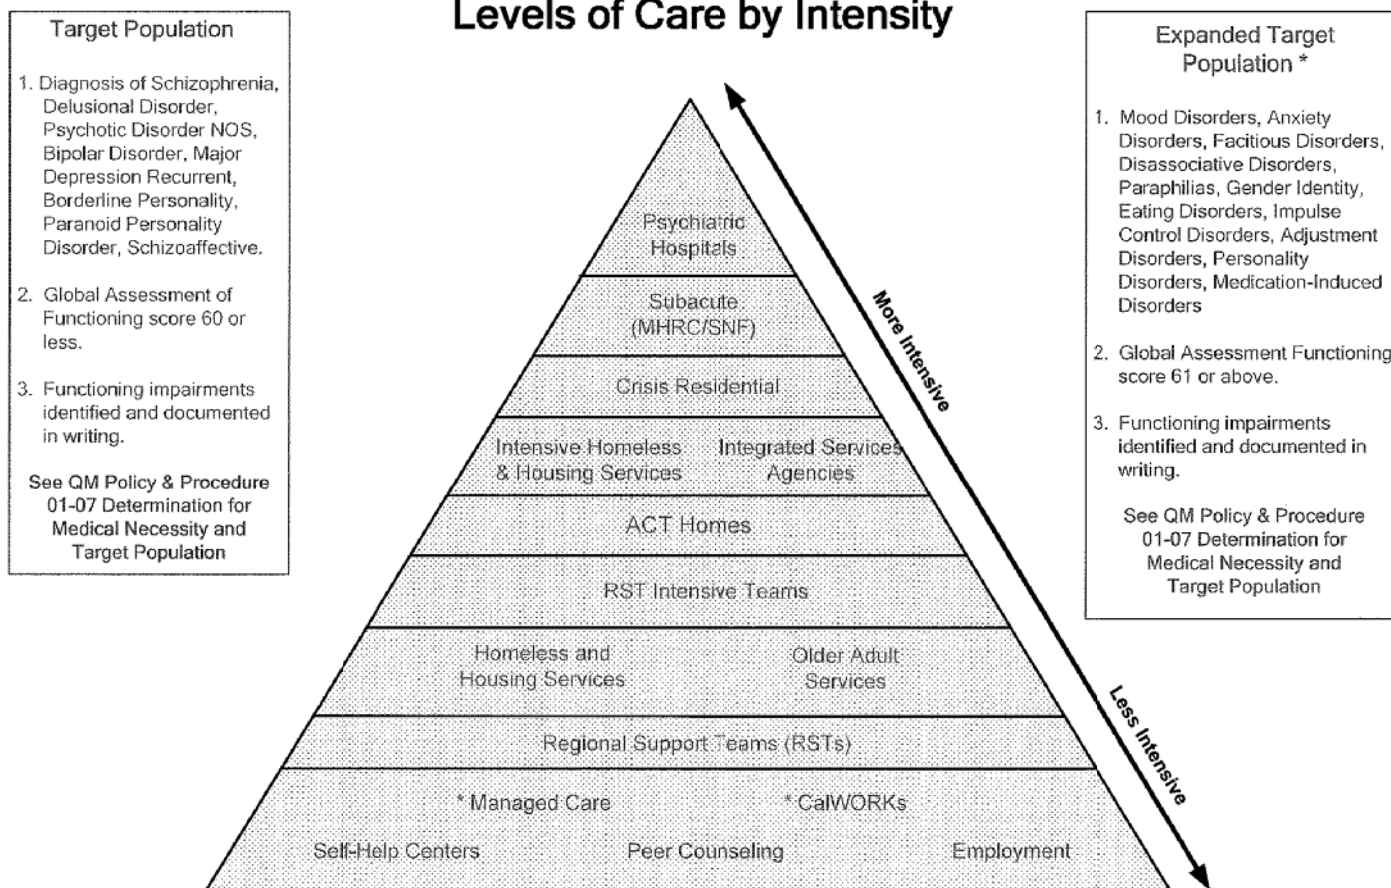 Levels of Care by Intensity
Target Population
1. Diagnosis of Schizophrenia,
Delusional Disorder,
Psychotic Disorder NOS,
Bipolar Disorder, Major
Depression Recurrent,
Borderline Personality,
Paranoid Personality
Disorder, Schizoaffective.
2. Global Assessment of
Functioning score 60 or
less.
3. Functioning impairments
identified and documented
in writing.
See QM Policy & Procedure
01-07 Determination for
Medical Necessity and
Target Population
Psychiatric
Hospitals
Subacute
(MHRC/SNF)
Crisis Residential
Intensive Homeless
& Housing Services
Integrated Services
Agencies
ACT Homes
RST Intensive Teams
Homeless and
Housing Services
Older Adult
Services
Regional Support Teams (RSTs)
* Managed Care
* CalWORKs
Self-Help Centers
Peer Counseling
Employment
More Intensive
Less Intensive
Expanded Target
Population *
1. Mood Disorders, Anxiety
Disorders, Facitious Disorders,
Disassociative Disorders,
Paraphilias, Gender Identity,
Eating Disorders, Impulse
Control Disorders, Adjustment
Disorders, Personality
Disorders, Medication-Induced
Disorders
2. Global Assessment Functioning
score 61 or above.
3. Functioning impairments
identified and documented in
writing.
See QM Policy & Procedure
01-07 Determination for
Medical Necessity and
Target Population